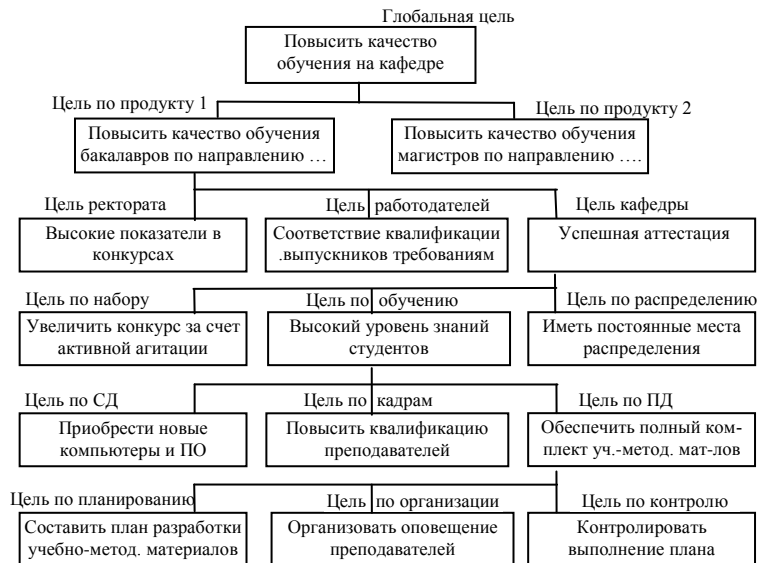 Глобальная цель
Повысить качество
обучения на кафедре
Цель по продукту 1
Цель по продукту 2
Повысить качество обучения
бакалавров по направлению …
Повысить качество обучения
магистров по направлению ….
Цель ректората
Цель работодателей
Цель кафедры
Высокие показатели в
конкурсах
Соответствие квалификации
.выпускников требованиям
Успешная аттестация
Цель по набору
Цель по обучению
Цель по распределению
Увеличить конкурс за счет
активной агитации
Высокий уровень знаний
студентов
Иметь постоянные места
распределения
Цель по СД
Цель по кадрам
Цель по ПД
Приобрести новые
компьютеры и ПО
Повысить квалификацию
преподавателей
Обеспечить полный ком-
плект уч.-метод. мат-лов
Цель по планированию
Цель по организации
Цель по контролю
Составить план разработки
учебно-метод. материалов
Организовать оповещение
преподавателей
Контролировать
выполнение плана